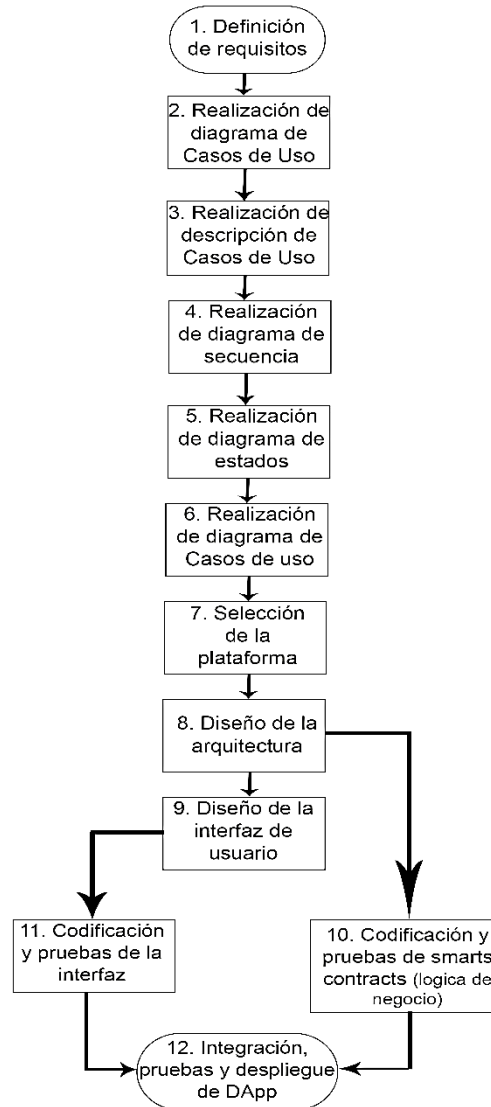 1. Definición
de requisitos
2. Realización de
diagrama de
Casos de Uso
3. Realización de
descripción de
Casos de Uso
4. Realización
de diagrama de
secuencia
5. Realización
de diagrama de
estados
6. Realización
de diagrama de
Casos de uso
7. Selección
de la
plataforma
8. Diseño de la
arquitectura
9. Diseño de la
interfaz de
usuario
11. Codificación
y pruebas de la
interfaz
10. Codificación y
pruebas de smarts
contracts (logica de
negocio)
12. Integración,
pruebas y despliegue
de DApp